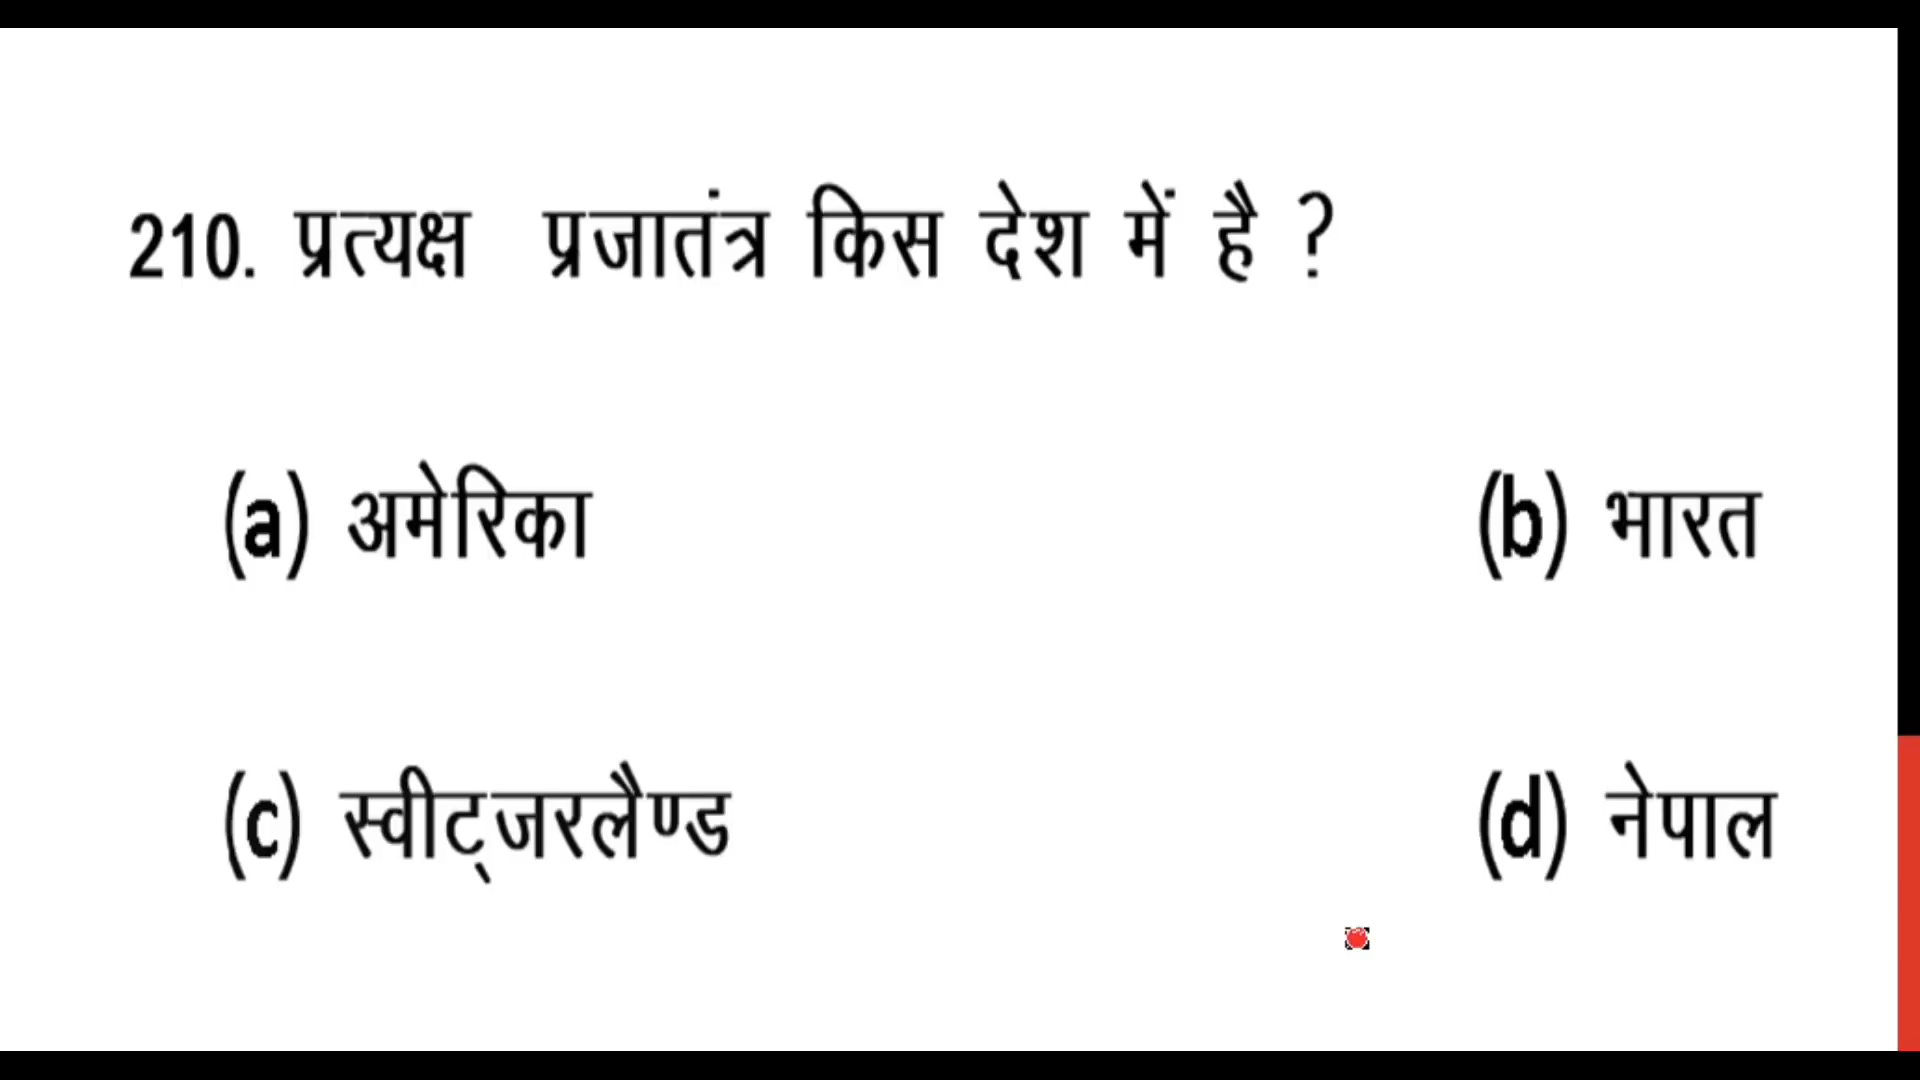 210. प्रत्यक्ष प्रजातंत्र किस देश में है ?
(a) अमेरिका (b) भारत
(c) स्वीट्जरलैण्ड (d) नेपाल